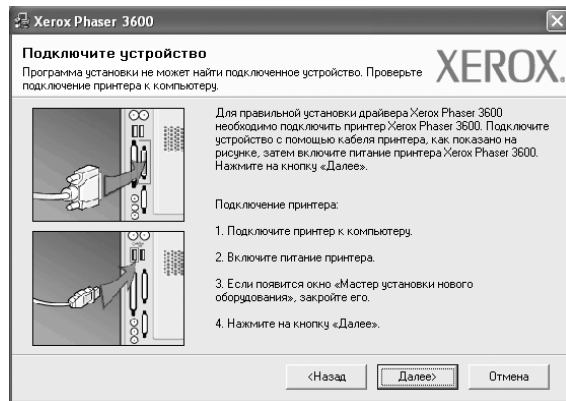 Xerox Phaser 3600
Подключите устройство
Программа установки не может найти подключенное устройство. Проверьте
подключение принтера к компьютеру.
XEROX.
Для правильной установки драйвера Xerox Phaser 3600
необходимо подключить принтер Xerox Phaser 3600. Подключите
устройство с помощью кабеля принтера, как показано на
рисунке, затем включите питание принтера Xerox Phaser 3600.
Нажмите на кнопку «Далее».
Подключение принтера:
1. Подключите принтер к компьютеру.
2. Включите питание принтера.
3. Если появится окно «Мастер установки нового
оборудования», закройте его.
4. Нажмите на кнопку «Далее».
<Назад
Далее>
Отмена